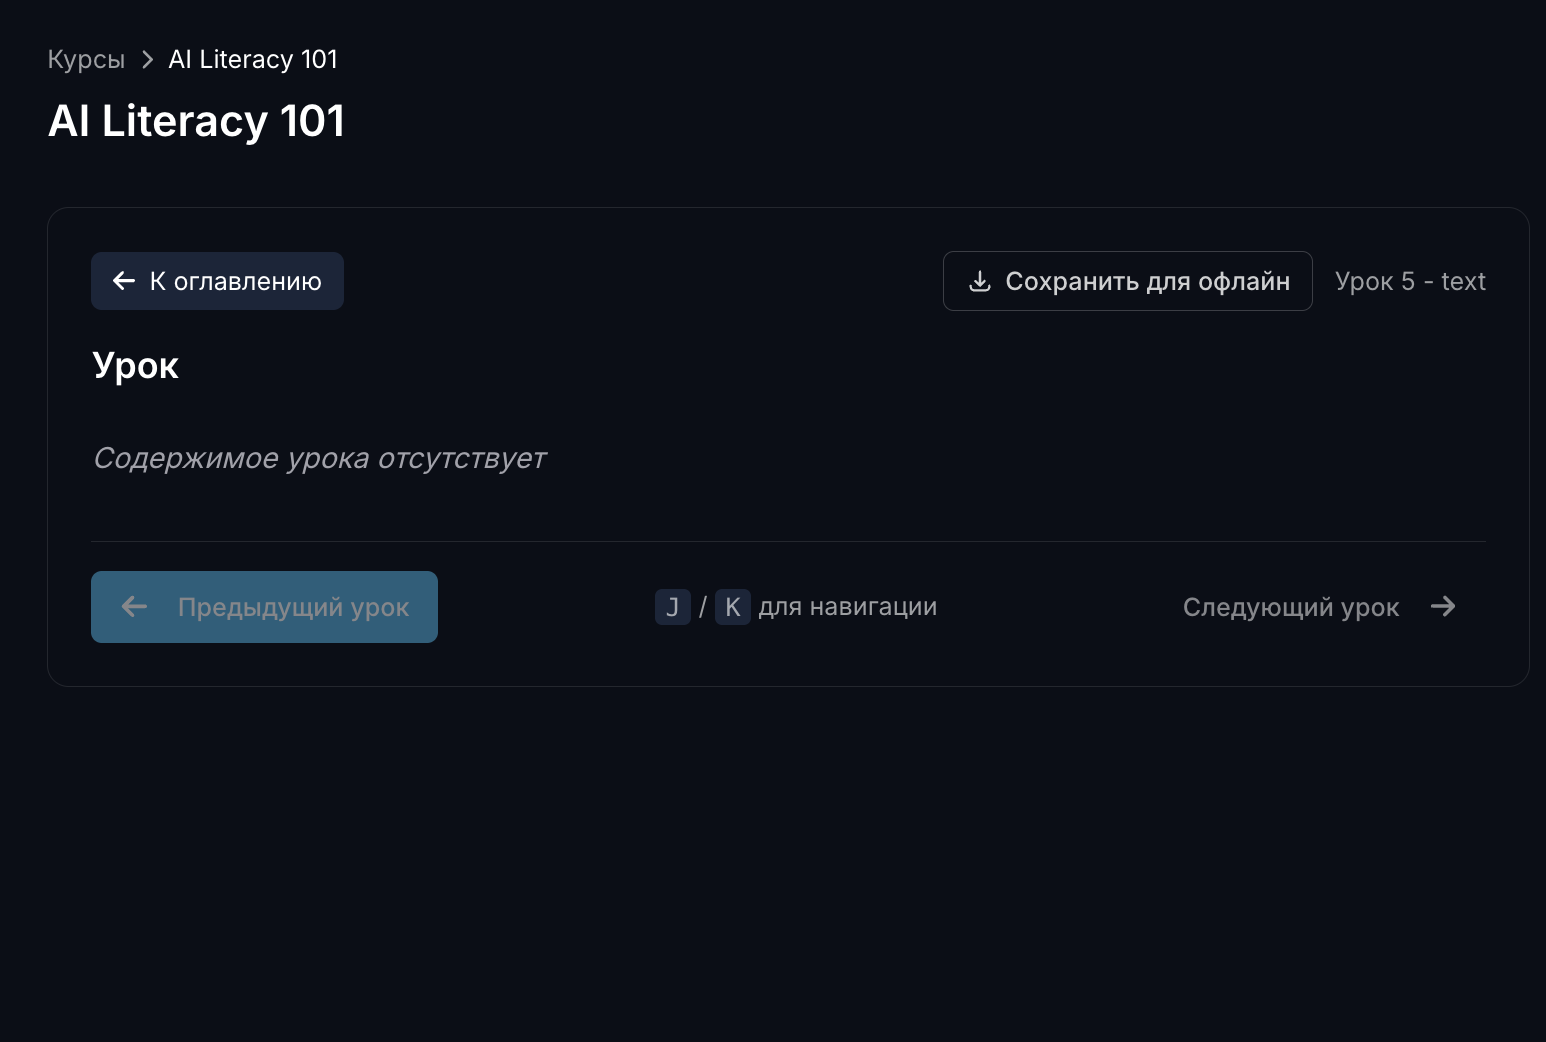 Курсы > AI Literacy 101
AI Literacy 101
← К оглавлению
Сохранить для офлайн
Урок 5 - text
Урок
Содержимое урока отсутствует
← Предыдущий урок
J / K для навигации
Следующий урок →